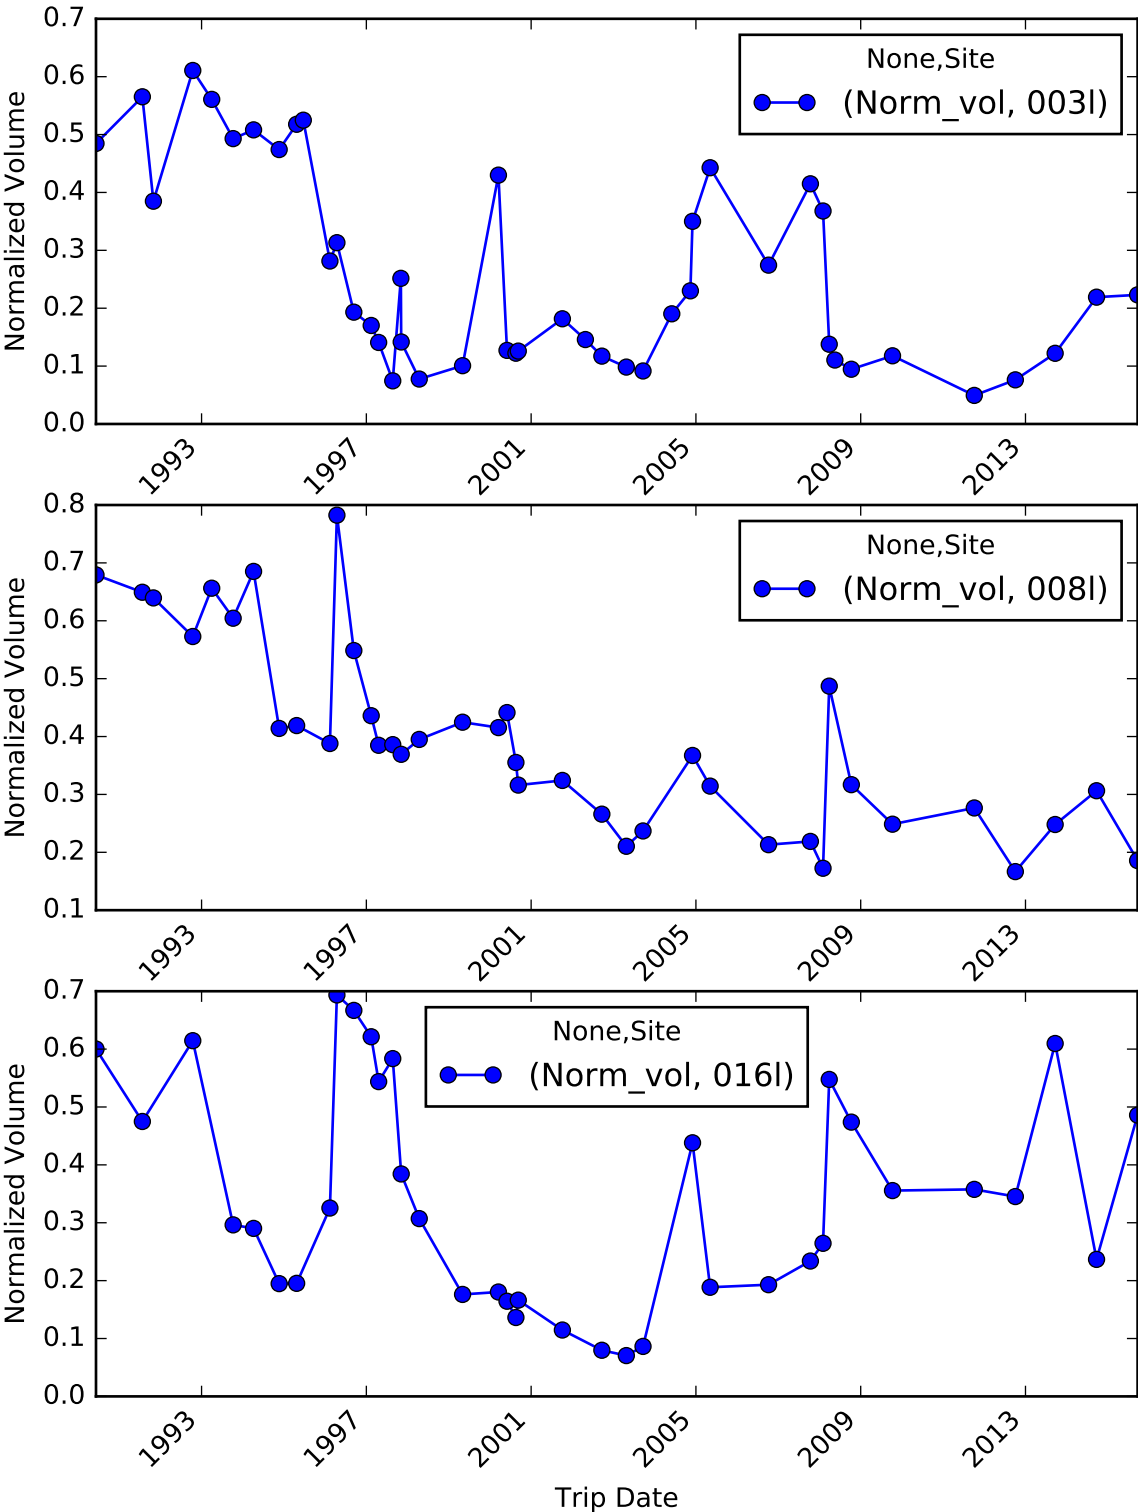 0.7
0.6
0.5
0.4
0.3
0.2
0.1
0.0
Normalized Volume
None,Site
(Norm_vol, 003l)
1993 1997 2001 2005 2009 2013
0.8
0.7
0.6
0.5
0.4
0.3
0.2
0.1
Normalized Volume
None,Site
(Norm_vol, 008l)
1993 1997 2001 2005 2009 2013
0.7
0.6
0.5
0.4
0.3
0.2
0.1
0.0
Normalized Volume
None,Site
(Norm_vol, 016l)
1993 1997 2001 2005 2009 2013
Trip Date